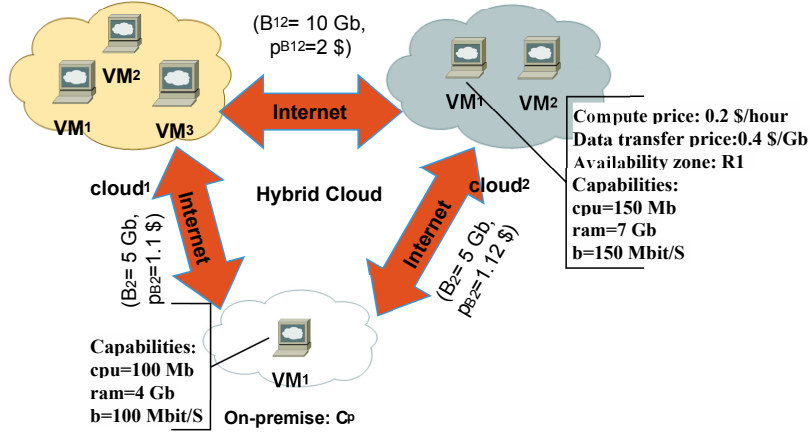 (B12= 10 Gb,
pB12=2 $)
VM2
VM1
VM3
VM1
VM2
Internet
Compute price: 0.2 $/hour
Data transfer price:0.4 $/Gb
Availability zone: R1
Capabilities:
cpu=150 Mb
ram=7 Gb
b=150 Mbit/S
cloud1
Hybrid Cloud
cloud2
Internet
(B2= 5 Gb,
pB2=1.1 $)
Internet
(B2= 5 Gb,
pB2=1.12 $)
Capabilities:
cpu=100 Mb
ram=4 Gb
b=100 Mbit/S
VM1
On-premise: Cp